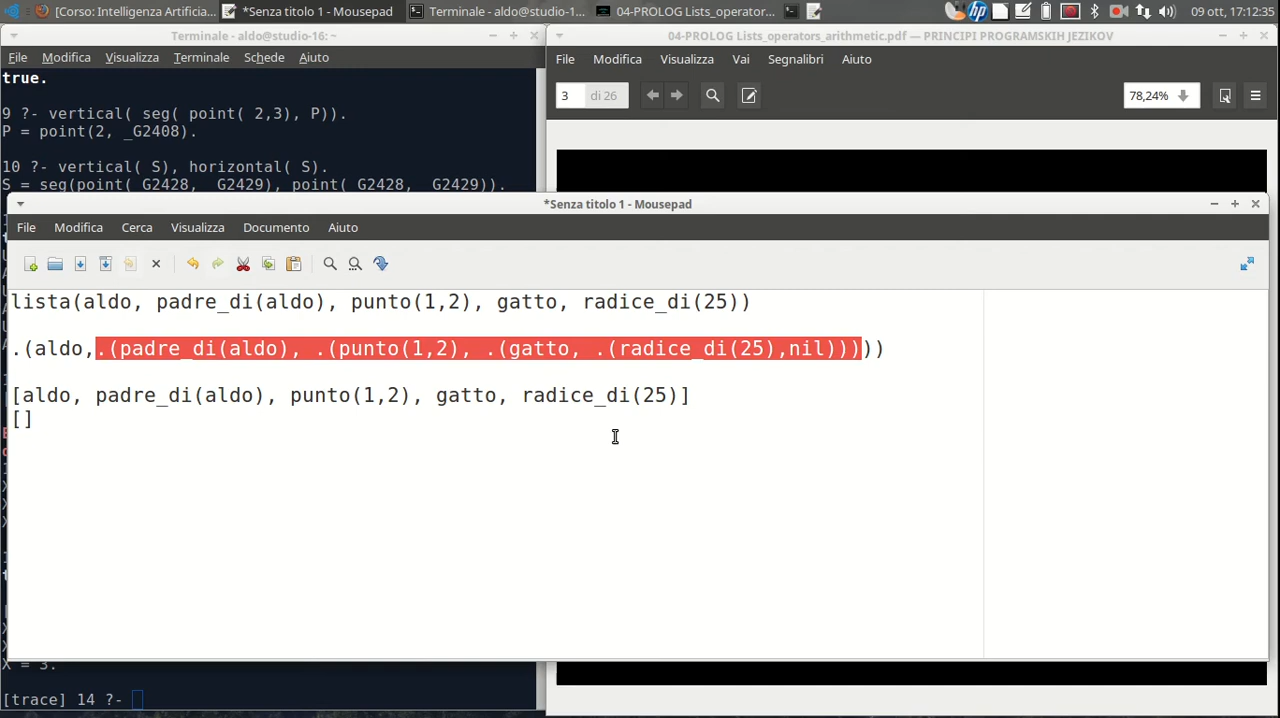 [Corso: Intelligenza Artificia... *Senza titolo 1 - Mousepad Terminale - aldo@studio-1... 04-PROLOG Lists_operator... 09 ott, 17:12:35
Terminale - aldo@studio-16: ~
File Modifica Visualizza Terminale Schede Aiuto
true.
9 ?- vertical( seg( point( 2,3), P)).
P = point(2, _G2408).
10 ?- vertical( S), horizontal( S).
S = seg(point( G2428, G2429), point( G2428, G2429)).
04-PROLOG Lists_operators_arithmetic.pdf — PRINCIPI PROGRAMSKIH JEZIKOV
File Modifica Visualizza Vai Segnalibri Aiuto
3 di 26 78,24%
*Senza titolo 1 - Mousepad
File Modifica Cerca Visualizza Documento Aiuto
lista(aldo, padre_di(aldo), punto(1,2), gatto, radice_di(25))
.(aldo,.(padre_di(aldo), .(punto(1,2), .(gatto, .(radice_di(25),nil)))))
[aldo, padre_di(aldo), punto(1,2), gatto, radice_di(25)]
[]
X = 3.
[trace] 14 ?-